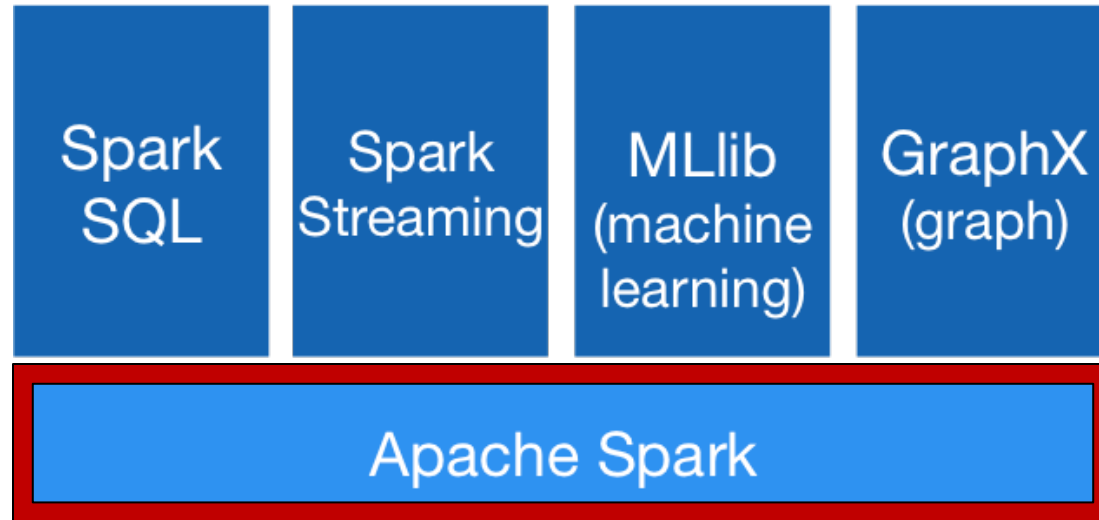 Spark
SQL
Spark
Streaming
MLlib
(machine
learning)
GraphX
(graph)
Apache Spark